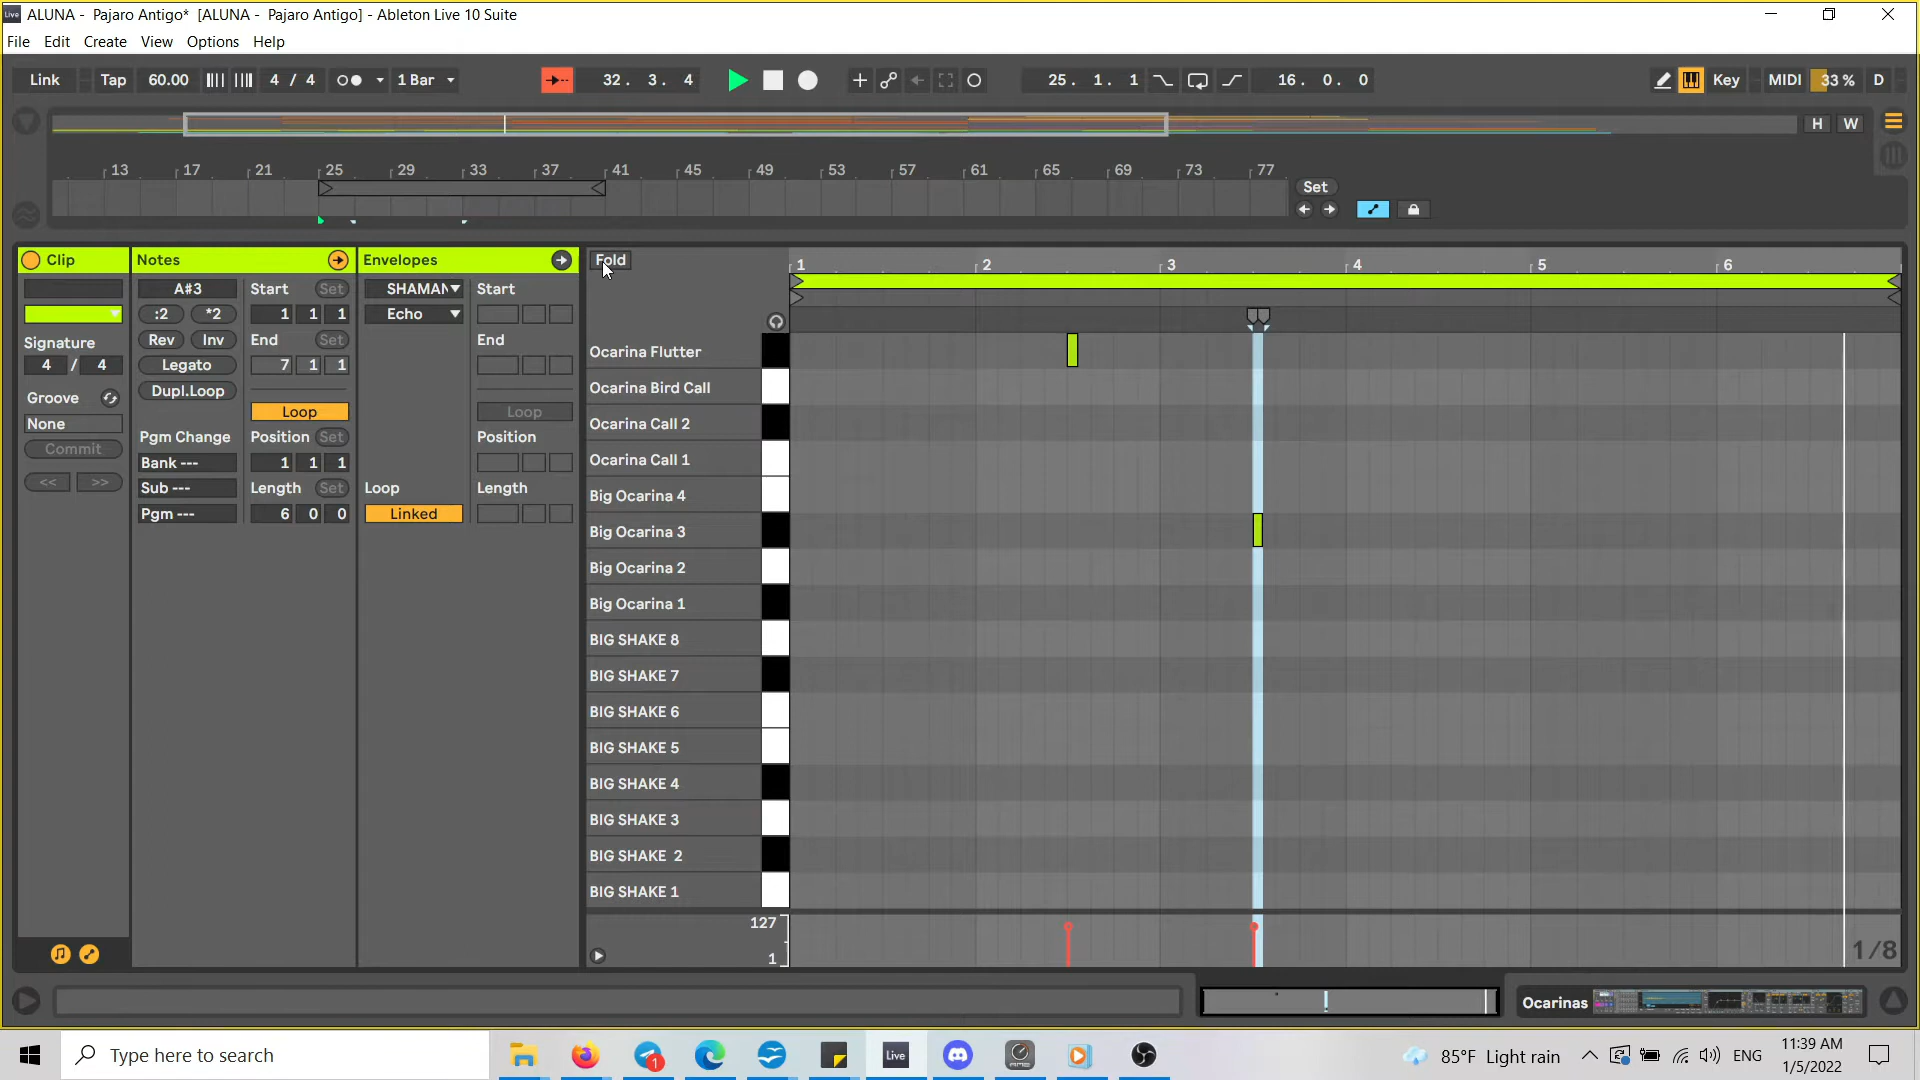 ALUNA - Pajaro Antigo* [ALUNA - Pajaro Antigo] - Ableton Live 10 Suite
File Edit Create View Options Help
Link Tap 60.00 4 / 4 1 Bar 32. 3. 4 25. 1. 1 16. 0. 0 Key MIDI 33 % D
H W
13 17 21 25 29 33 37 41 45 49 53 57 61 65 69 73 77
Set
Clip Notes Envelopes Fold 1 2 3 4 5 6
A#3 Start Set SHAMAN Start
:2 *2 1 1 1 Echo
Signature Rev Inv End Set End
4 / 4 Legato 7 1 1
Dupl.Loop
Groove
None Loop Loop
Commit Pgm Change Position Set Position
Bank --- 1 1 1
<< >> Sub --- Length Set Loop Length
Pgm --- 6 0 0 Linked
Ocarina Flutter
Ocarina Bird Call
Ocarina Call 2
Ocarina Call 1
Big Ocarina 4
Big Ocarina 3
Big Ocarina 2
Big Ocarina 1
BIG SHAKE 8
BIG SHAKE 7
BIG SHAKE 6
BIG SHAKE 5
BIG SHAKE 4
BIG SHAKE 3
BIG SHAKE 2
BIG SHAKE 1
127
1
1/8
Ocarinas
Type here to search 1 Live 85°F Light rain ENG 11:39 AM
1/5/2022